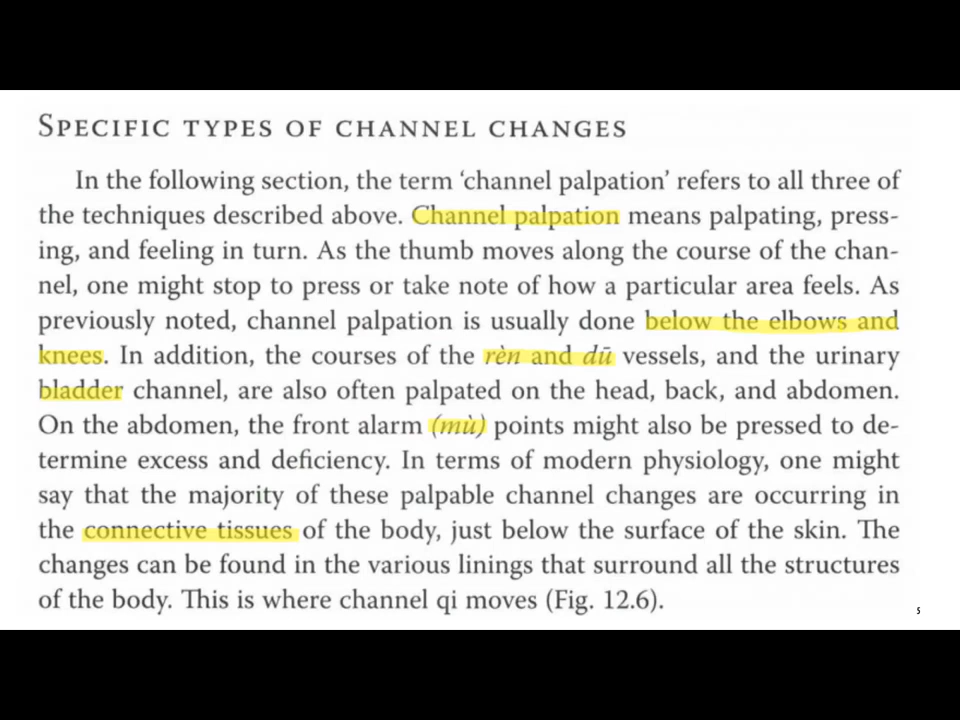 SPECIFIC TYPES OF CHANNEL CHANGES
In the following section, the term ‘channel palpation’ refers to all three of
the techniques described above. Channel palpation means palpating, press-
ing, and feeling in turn. As the thumb moves along the course of the chan-
nel, one might stop to press or take note of how a particular area feels. As
previously noted, channel palpation is usually done below the elbows and
knees. In addition, the courses of the rèn and dū vessels, and the urinary
bladder channel, are also often palpated on the head, back, and abdomen.
On the abdomen, the front alarm (mù) points might also be pressed to de-
termine excess and deficiency. In terms of modern physiology, one might
say that the majority of these palpable channel changes are occurring in
the connective tissues of the body, just below the surface of the skin. The
changes can be found in the various linings that surround all the structures
of the body. This is where channel qi moves (Fig. 12.6).
5